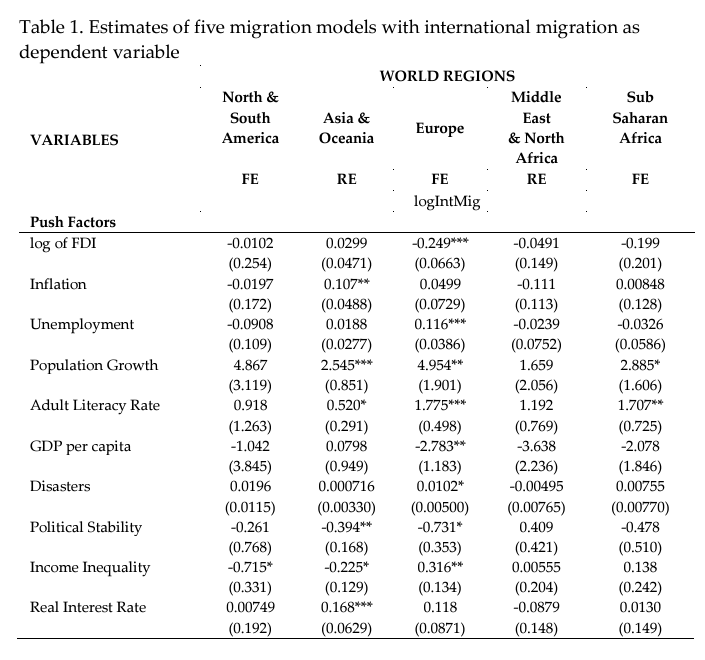 Table 1. Estimates of five migration models with international migration as
dependent variable
WORLD REGIONS
VARIABLES North & South America Asa & Oceania Europe Middle East & North Africa Sub Saharan Africa
FE RE FE RE FE
logIntMig
Push Factors
log of FDI -0.0102 0.0299 -0.249*** -0.0491 -0.199
(0.254) (0.0471) (0.0663) (0.149) (0.201)
Inflation -0.0197 0.107** 0.0499 -0.111 0.00848
(0.172) (0.0488) (0.0729) (0.113) (0.128)
Unemployment -0.0908 0.0188 0.116*** -0.0239 -0.0326
(0.109) (0.0277) (0.0386) (0.0752) (0.0586)
Population Growth 4.867 2.545*** 4.954** 1.659 2.885*
(3.119) (0.851) (1.901) (2.056) (1.606)
Adult Literacy Rate 0.918 0.520* 1.775*** 1.192 1.707**
(1.263) (0.291) (0.498) (0.769) (0.725)
GDP per capita -1.042 0.0798 -2.783** -3.638 -2.078
(3.845) (0.949) (1.183) (2.236) (1.846)
Disasters 0.0196 0.000716 0.0102* -0.00495 0.00755
(0.0115) (0.00330) (0.00500) (0.00765) (0.00770)
Political Stability -0.261 -0.394** -0.731* 0.409 -0.478
(0.768) (0.168) (0.353) (0.421) (0.510)
Income Inequality -0.715* -0.225* 0.316** 0.00555 0.138
(0.331) (0.129) (0.134) (0.204) (0.242)
Real Interest Rate 0.00749 0.168*** 0.118 -0.0879 0.0130
(0.192) (0.0629) (0.0871) (0.148) (0.149)